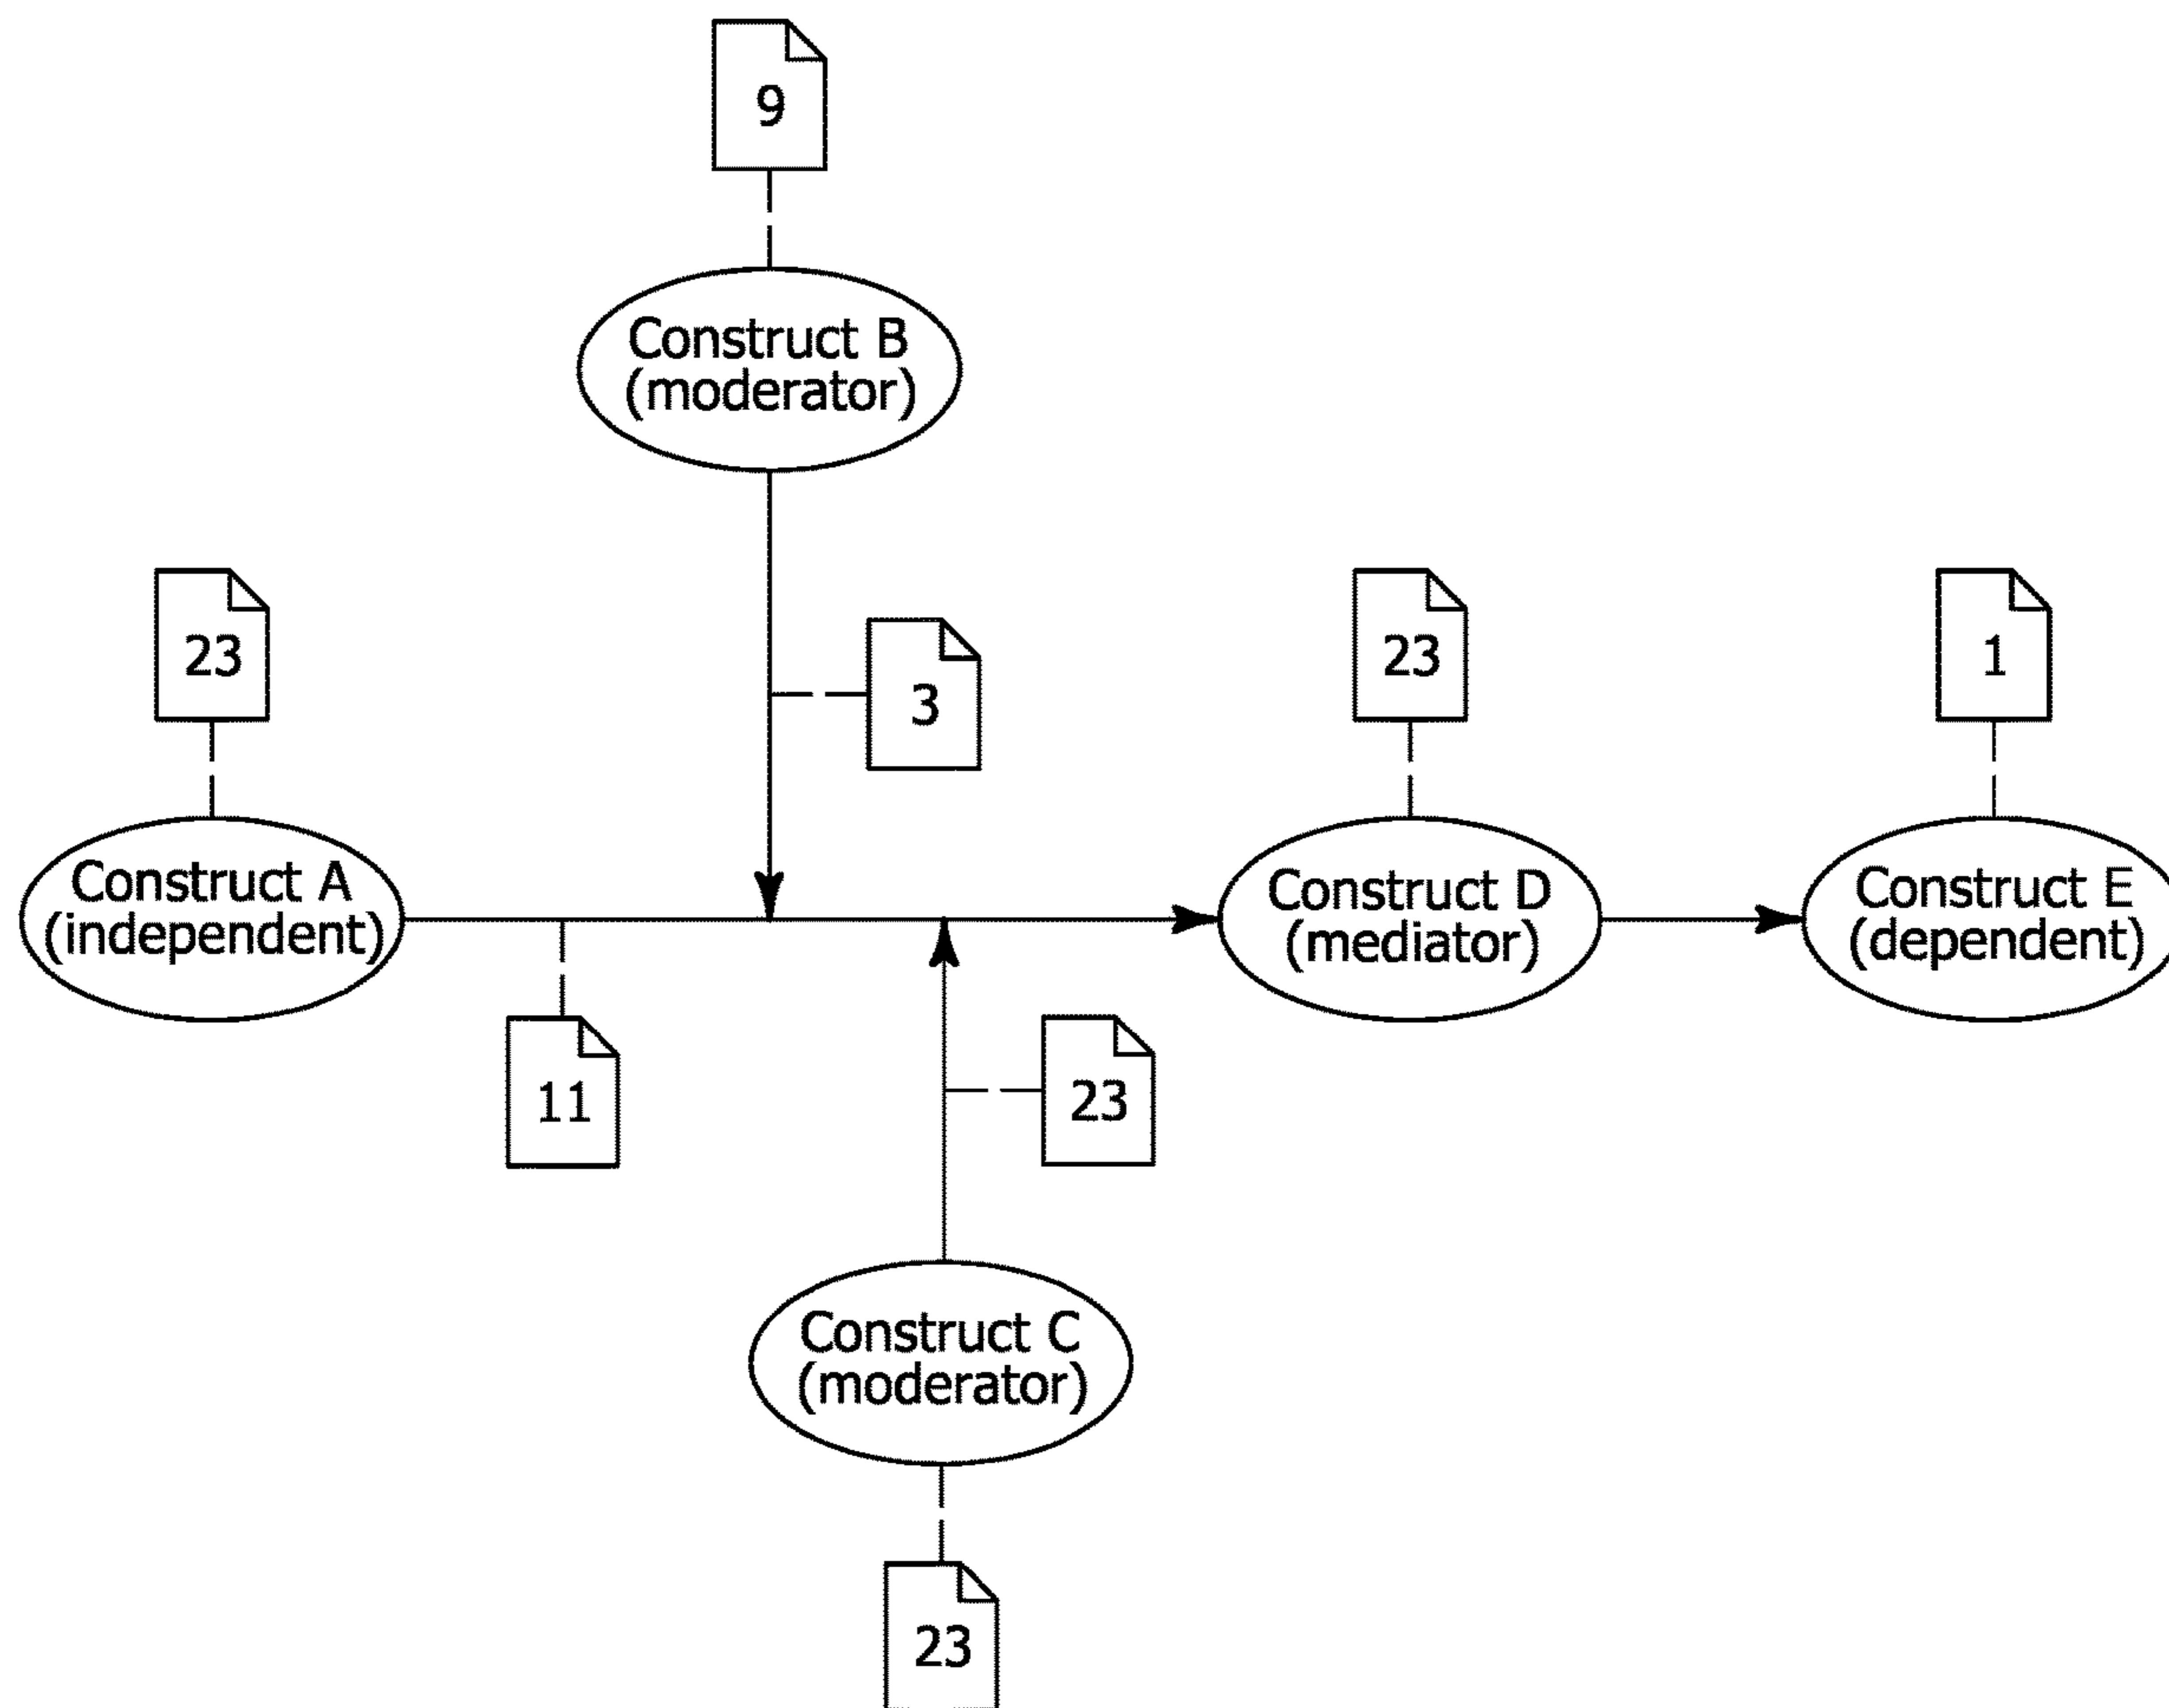 9
Construct B
(moderator)
23
3
23
1
Construct A
(independent)
Construct D
(mediator)
Construct E
(dependent)
11
23
Construct C
(moderator)
23